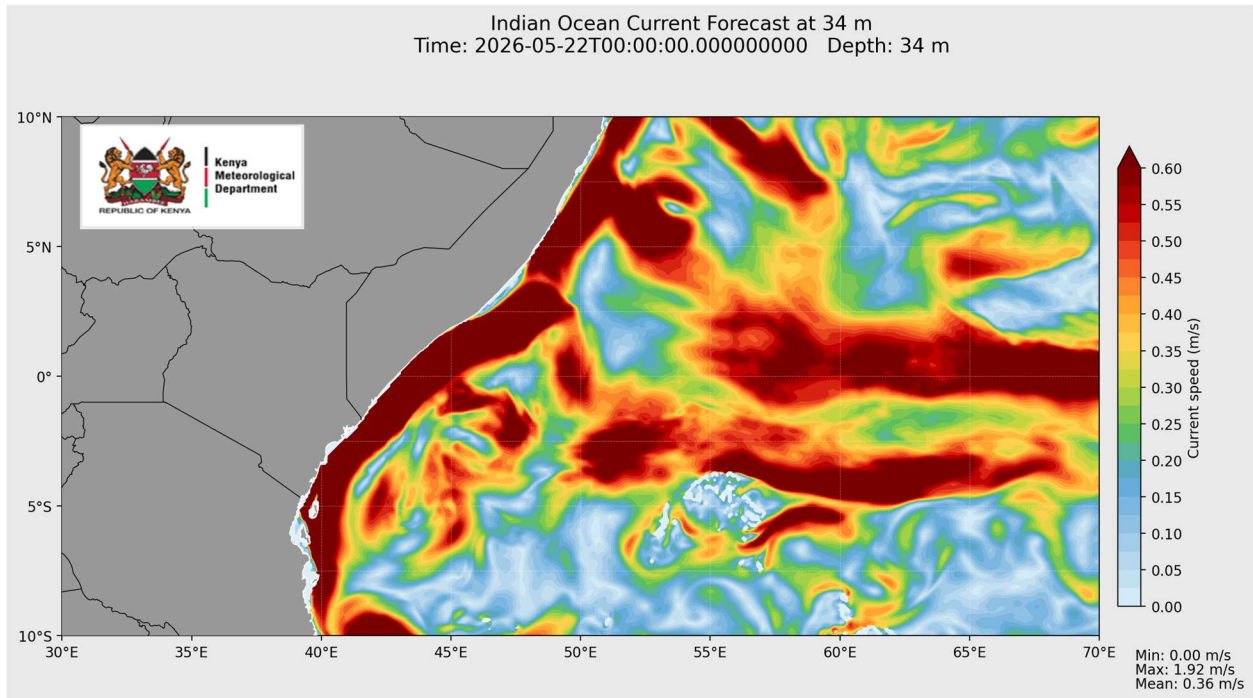 Indian Ocean Current Forecast at 34 m
Time: 2026-05-22T00:00:00.000000000   Depth: 34 m
10°N
5°N
0°
5°S
10°S
30°E
35°E
40°E
45°E
50°E
55°E
60°E
65°E
70°E
Kenya
Meteorological
Department
REPUBLIC OF KENYA
0.60
0.55
0.50
0.45
0.40
0.35
0.30
0.25
0.20
0.15
0.10
0.05
0.00
Current speed (m/s)
Min: 0.00 m/s
Max: 1.92 m/s
Mean: 0.36 m/s